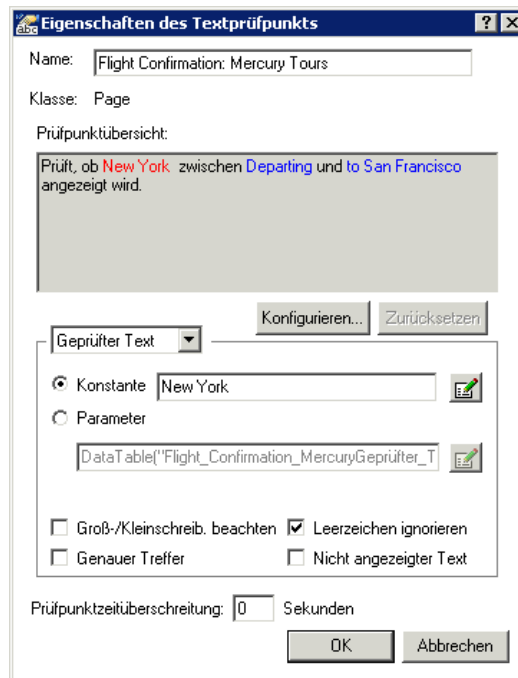 Eigenschaften des Textprüfpunkts
Name: Flight Confirmation: Mercury Tours
Klasse: Page
Prüfpunktübersicht:
Prüft, ob New York zwischen Departing und to San Francisco
angezeigt wird.
Konfigurieren... Zurücksetzen
Geprüfter Text
Konstante New York
Parameter
DataTable("Flight_Confirmation_MercuryGeprüfter_T
Groß-/Kleinschreib. beachten Leerzeichen ignorieren
Genauer Treffer Nicht angezeigter Text
Prüfpunktzeitüberschreitung: 0 Sekunden
OK Abbrechen